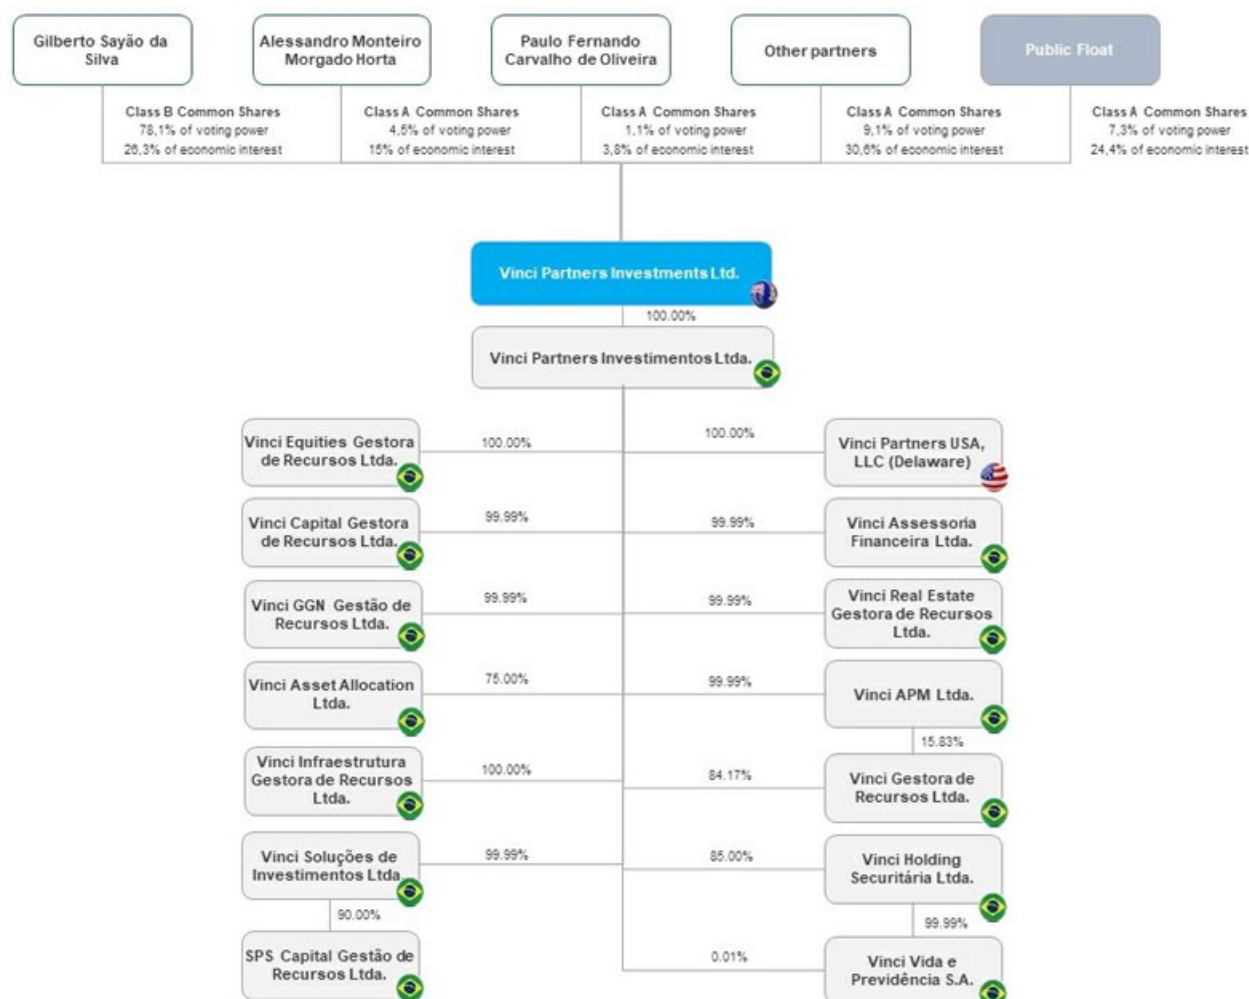 Gilberto Sayão da
Silva
Alessandro Monteiro
Morgado Horta
Paulo Fernando
Carvalho de Oliveira
Other partners
Public Float
Class B Common Shares
78,1% of voting power
26,3% of economic interest
Class A Common Shares
4,5% of voting power
15% of economic interest
Class A Common Shares
1,1% of voting power
3,8% of economic interest
Class A Common Shares
9,1% of voting power
30,6% of economic interest
Class A Common Shares
7,3% of voting power
24,4% of economic interest
Vinci Partners Investments Ltd.
100.00%
Vinci Partners Investimentos Ltda.
Vinci Equities Gestora
de Recursos Ltda.
100.00%
100.00%
Vinci Partners USA,
LLC (Delaware)
Vinci Capital Gestora
de Recursos Ltda.
99.99%
99.99%
Vinci Assessoria
Financeira Ltda.
Vinci GGN Gestão de
Recursos Ltda.
99.99%
99.99%
Vinci Real Estate
Gestora de Recursos
Ltda.
Vinci Asset Allocation
Ltda.
75.00%
99.99%
Vinci APM Ltda.
15.83%
Vinci Infraestrutura
Gestora de Recursos
Ltda.
100.00%
84.17%
Vinci Gestora de
Recursos Ltda.
Vinci Soluções de
Investimentos Ltda.
99.99%
85.00%
Vinci Holding
Securitária Ltda.
90.00%
99.99%
SPS Capital Gestão de
Recursos Ltda.
0.01%
Vinci Vida e
Previdência S.A.